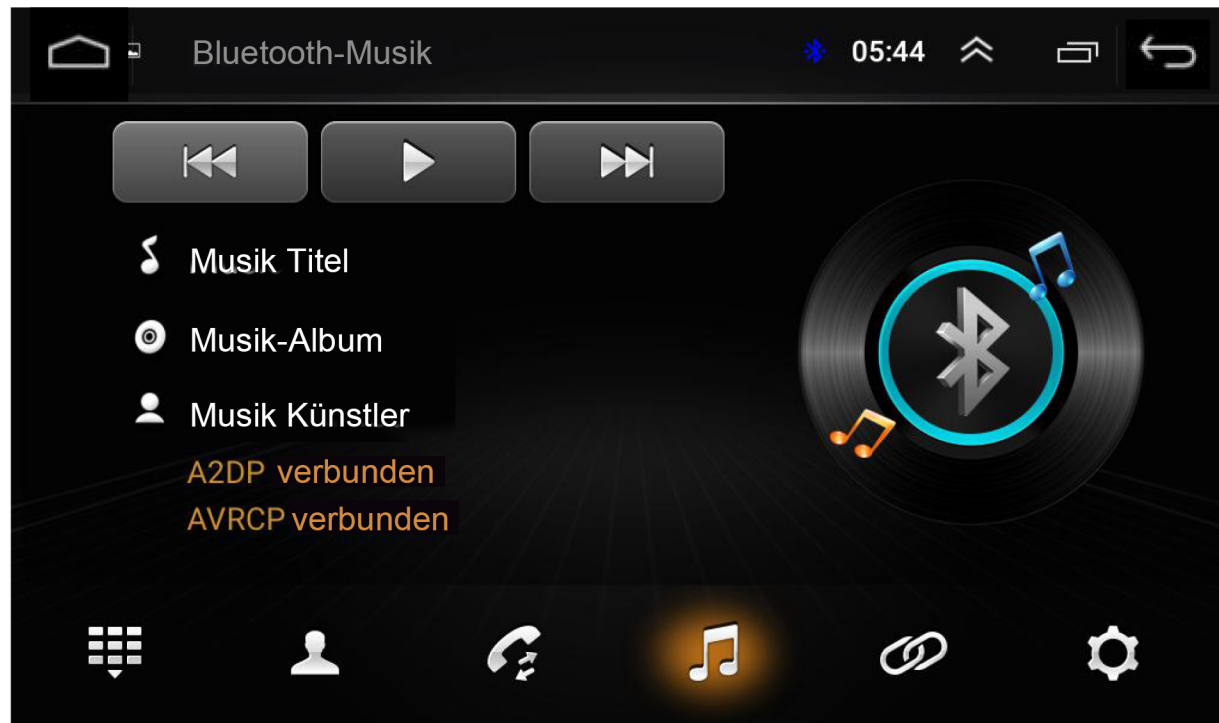 Bluetooth-Musik 05:44
Musik Titel
Musik-Album
Musik Künstler
A2DP verbunden
AVRCP verbunden